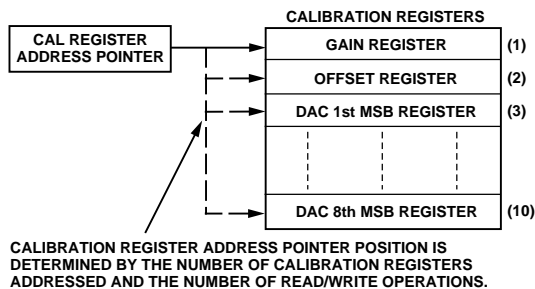 CALIBRATION REGISTERS
CAL REGISTER
ADDRESS POINTER
GAIN REGISTER
(1)
OFFSET REGISTER
(2)
DAC 1st MSB REGISTER
(3)
DAC 8th MSB REGISTER
(10)
CALIBRATION REGISTER ADDRESS POINTER POSITION IS
DETERMINED BY THE NUMBER OF CALIBRATION REGISTERS
ADDRESSED AND THE NUMBER OF READ/WRITE OPERATIONS.